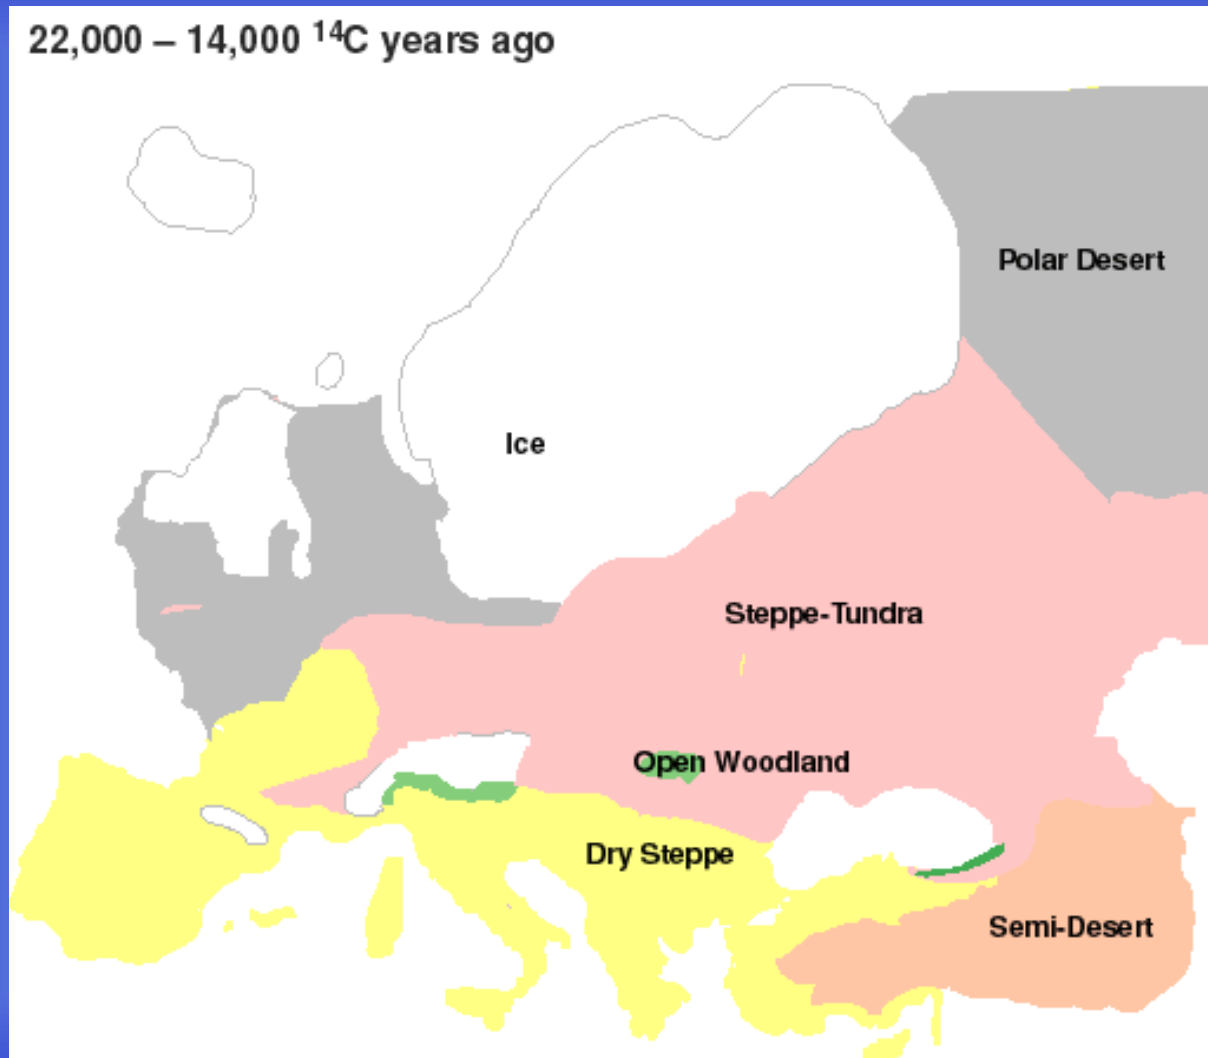 22,000 – 14,000 ¹⁴C years ago
Polar Desert
Ice
Steppe-Tundra
Open Woodland
Dry Steppe
Semi-Desert